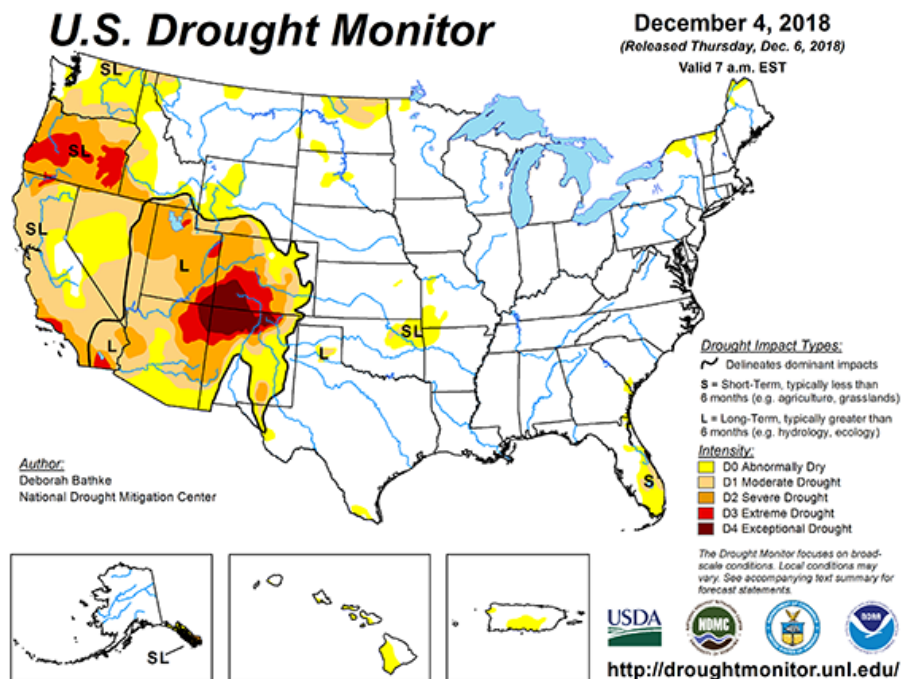 U.S. Drought Monitor
December 4, 2018
(Released Thursday, Dec. 6, 2018)
Valid 7 a.m. EST
SL
SL
SL
L
L
L
SL
S
Drought Impact Types:
Delineates dominant impacts
S = Short-Term, typically less than
6 months (e.g. agriculture, grasslands)
L = Long-Term, typically greater than
6 months (e.g. hydrology, ecology)
Intensity:
D0 Abnormally Dry
D1 Moderate Drought
D2 Severe Drought
D3 Extreme Drought
D4 Exceptional Drought
Author:
Deborah Bathke
National Drought Mitigation Center
The Drought Monitor focuses on broad-
scale conditions. Local conditions may
vary. See accompanying text summary for
forecast statements.
SL
USDA
NDMC
NOAA
http://droughtmonitor.unl.edu/